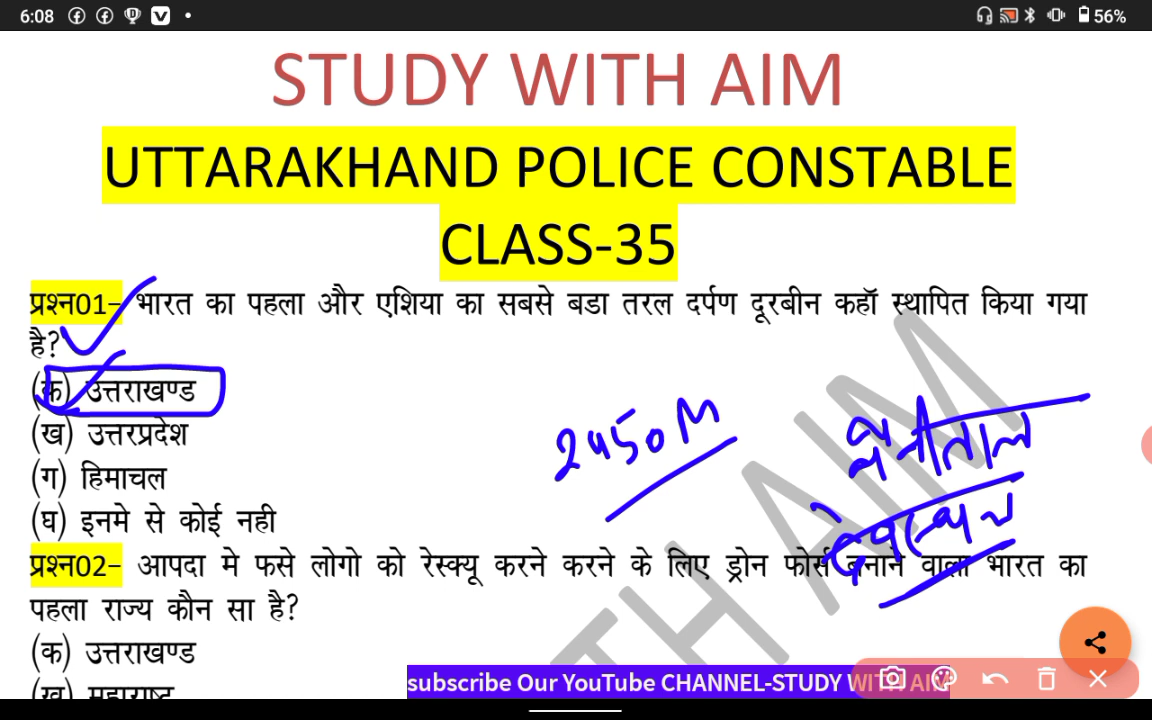 6:08 56%
STUDY WITH AIM
UTTARAKHAND POLICE CONSTABLE
CLASS-35
प्रश्न01- भारत का पहला और एशिया का सबसे बडा तरल दर्पण दूरबीन कहॉ स्थापित किया गया
है?
(क) उत्तराखण्ड
(ख) उत्तरप्रदेश
(ग) हिमाचल
(घ) इनमे से कोई नही
2450 M
नैनीताल
देवस्थल
प्रश्न02- आपदा मे फसे लोगो को रेस्क्यू करने करने के लिए ड्रोन फोर्स बनाने वाला भारत का
पहला राज्य कौन सा है?
(क) उत्तराखण्ड
(ख) महाराष्ट्र
subscribe Our YouTube CHANNEL-STUDY WITH AIM